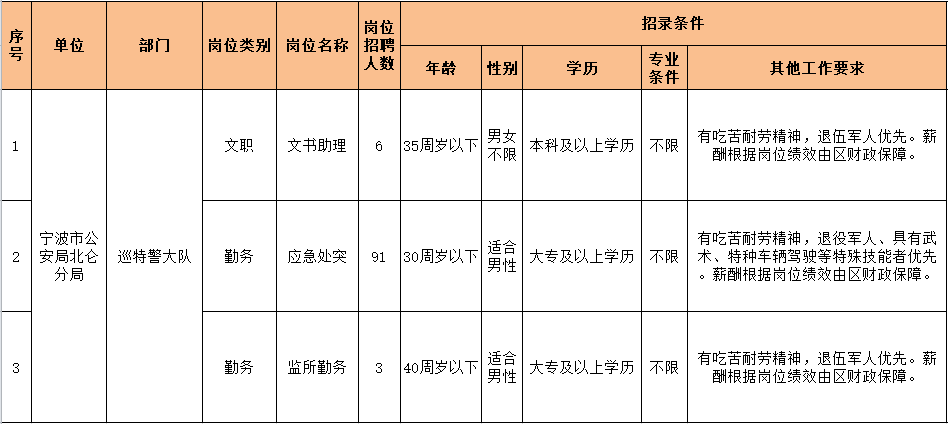 序号
单位
部门
岗位类别
岗位名称
岗位
招聘
人数
招录条件
年龄
性别
学历
专业
条件
其他工作要求
1
宁波市公
安局北仑
分局
巡特警大队
文职
文书助理
6
35周岁以下
男女
不限
本科及以上学历
不限
有吃苦耐劳精神，退伍军人优先。薪
酬根据岗位绩效由区财政保障。
2
勤务
应急处突
91
30周岁以下
适合
男性
大专及以上学历
不限
有吃苦耐劳精神，退役军人、具有武
术、特种车辆驾驶等特殊技能者优先
。薪酬根据岗位绩效由区财政保障。
3
勤务
监所勤务
3
40周岁以下
适合
男性
大专及以上学历
不限
有吃苦耐劳精神，退伍军人优先。薪
酬根据岗位绩效由区财政保障。